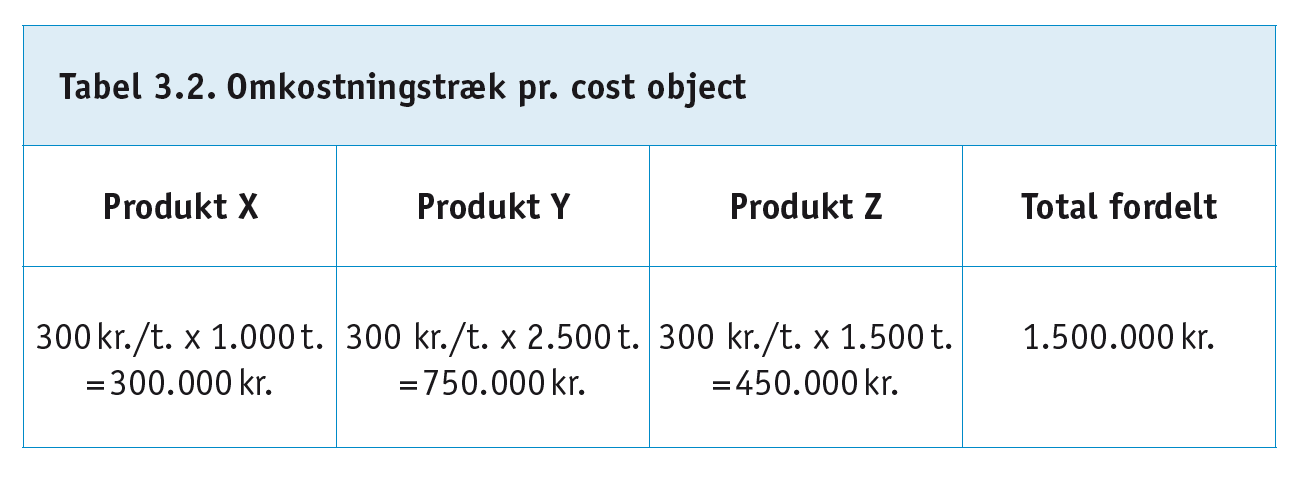 Tabel 3.2. Omkostningstræk pr. cost object
Produkt X
Produkt Y
Produkt Z
Total fordelt
300 kr./t. x 1.000 t.
=300.000 kr.
300 kr./t. x 2.500 t.
=750.000 kr.
300 kr./t. x 1.500 t.
=450.000 kr.
1.500.000 kr.